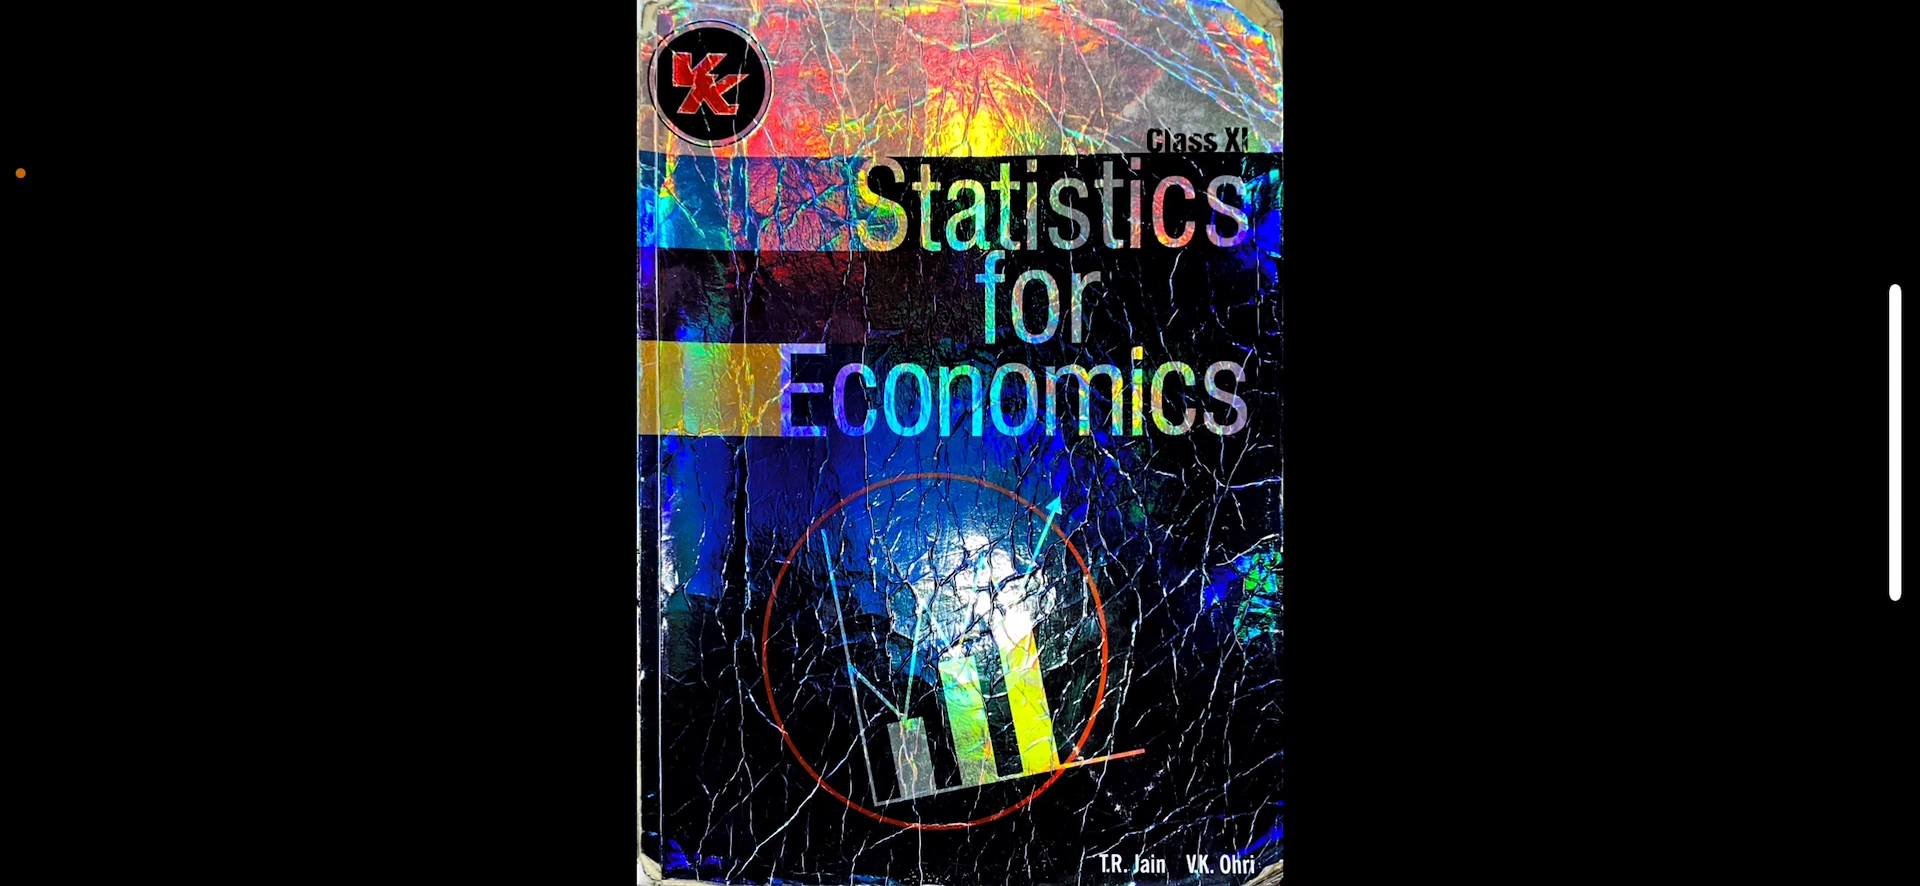 VK
Class XI
Statistics
for
Economics
T.R. Jain V.K. Ohri